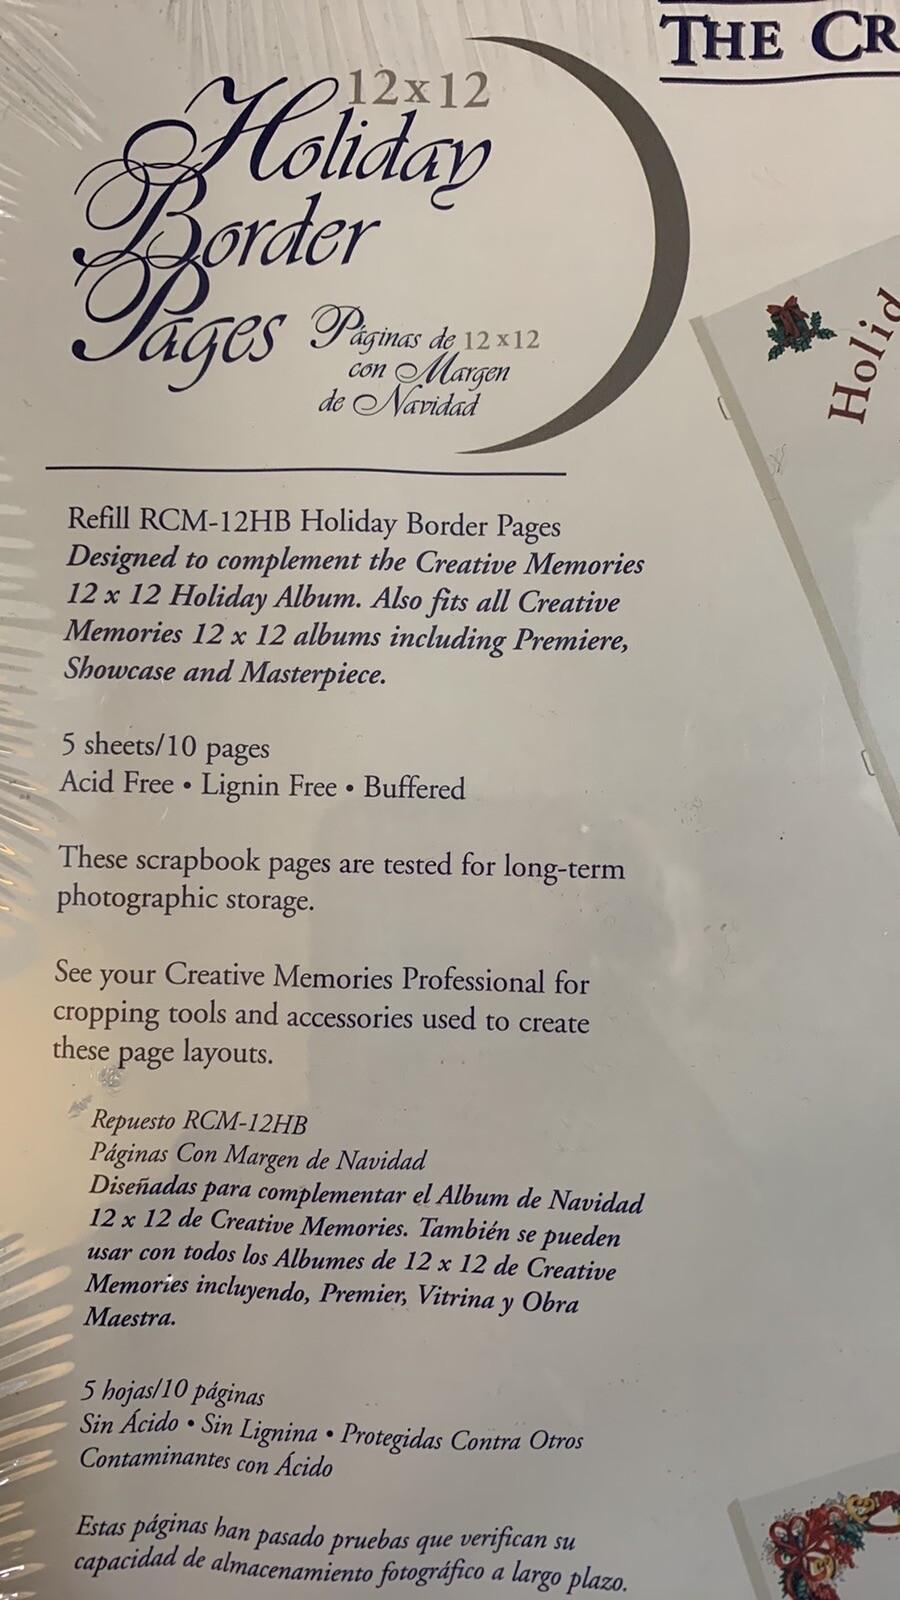 THE CR
12x12
Holiday
Border
Pages
Páginas de 12x12
con Margen
de Navidad
Holid
Refill RCM-12HB Holiday Border Pages
Designed to complement the Creative Memories
12 x 12 Holiday Album. Also fits all Creative
Memories 12 x 12 albums including Premiere,
Showcase and Masterpiece.
5 sheets/10 pages
Acid Free • Lignin Free • Buffered
These scrapbook pages are tested for long-term
photographic storage.
See your Creative Memories Professional for
cropping tools and accessories used to create
these page layouts.
Repuesto RCM-12HB
Páginas Con Margen de Navidad
Diseñadas para complementar el Album de Navidad
12 x 12 de Creative Memories. También se pueden
usar con todos los Albumes de 12 x 12 de Creative
Memories incluyendo, Premier, Vitrina y Obra
Maestra.
5 hojas/10 páginas
Sin Ácido • Sin Lignina • Protegidas Contra Otros
Contaminantes con Ácido
Estas páginas han pasado pruebas que verifican su
capacidad de almacenamiento fotográfico a largo plazo.